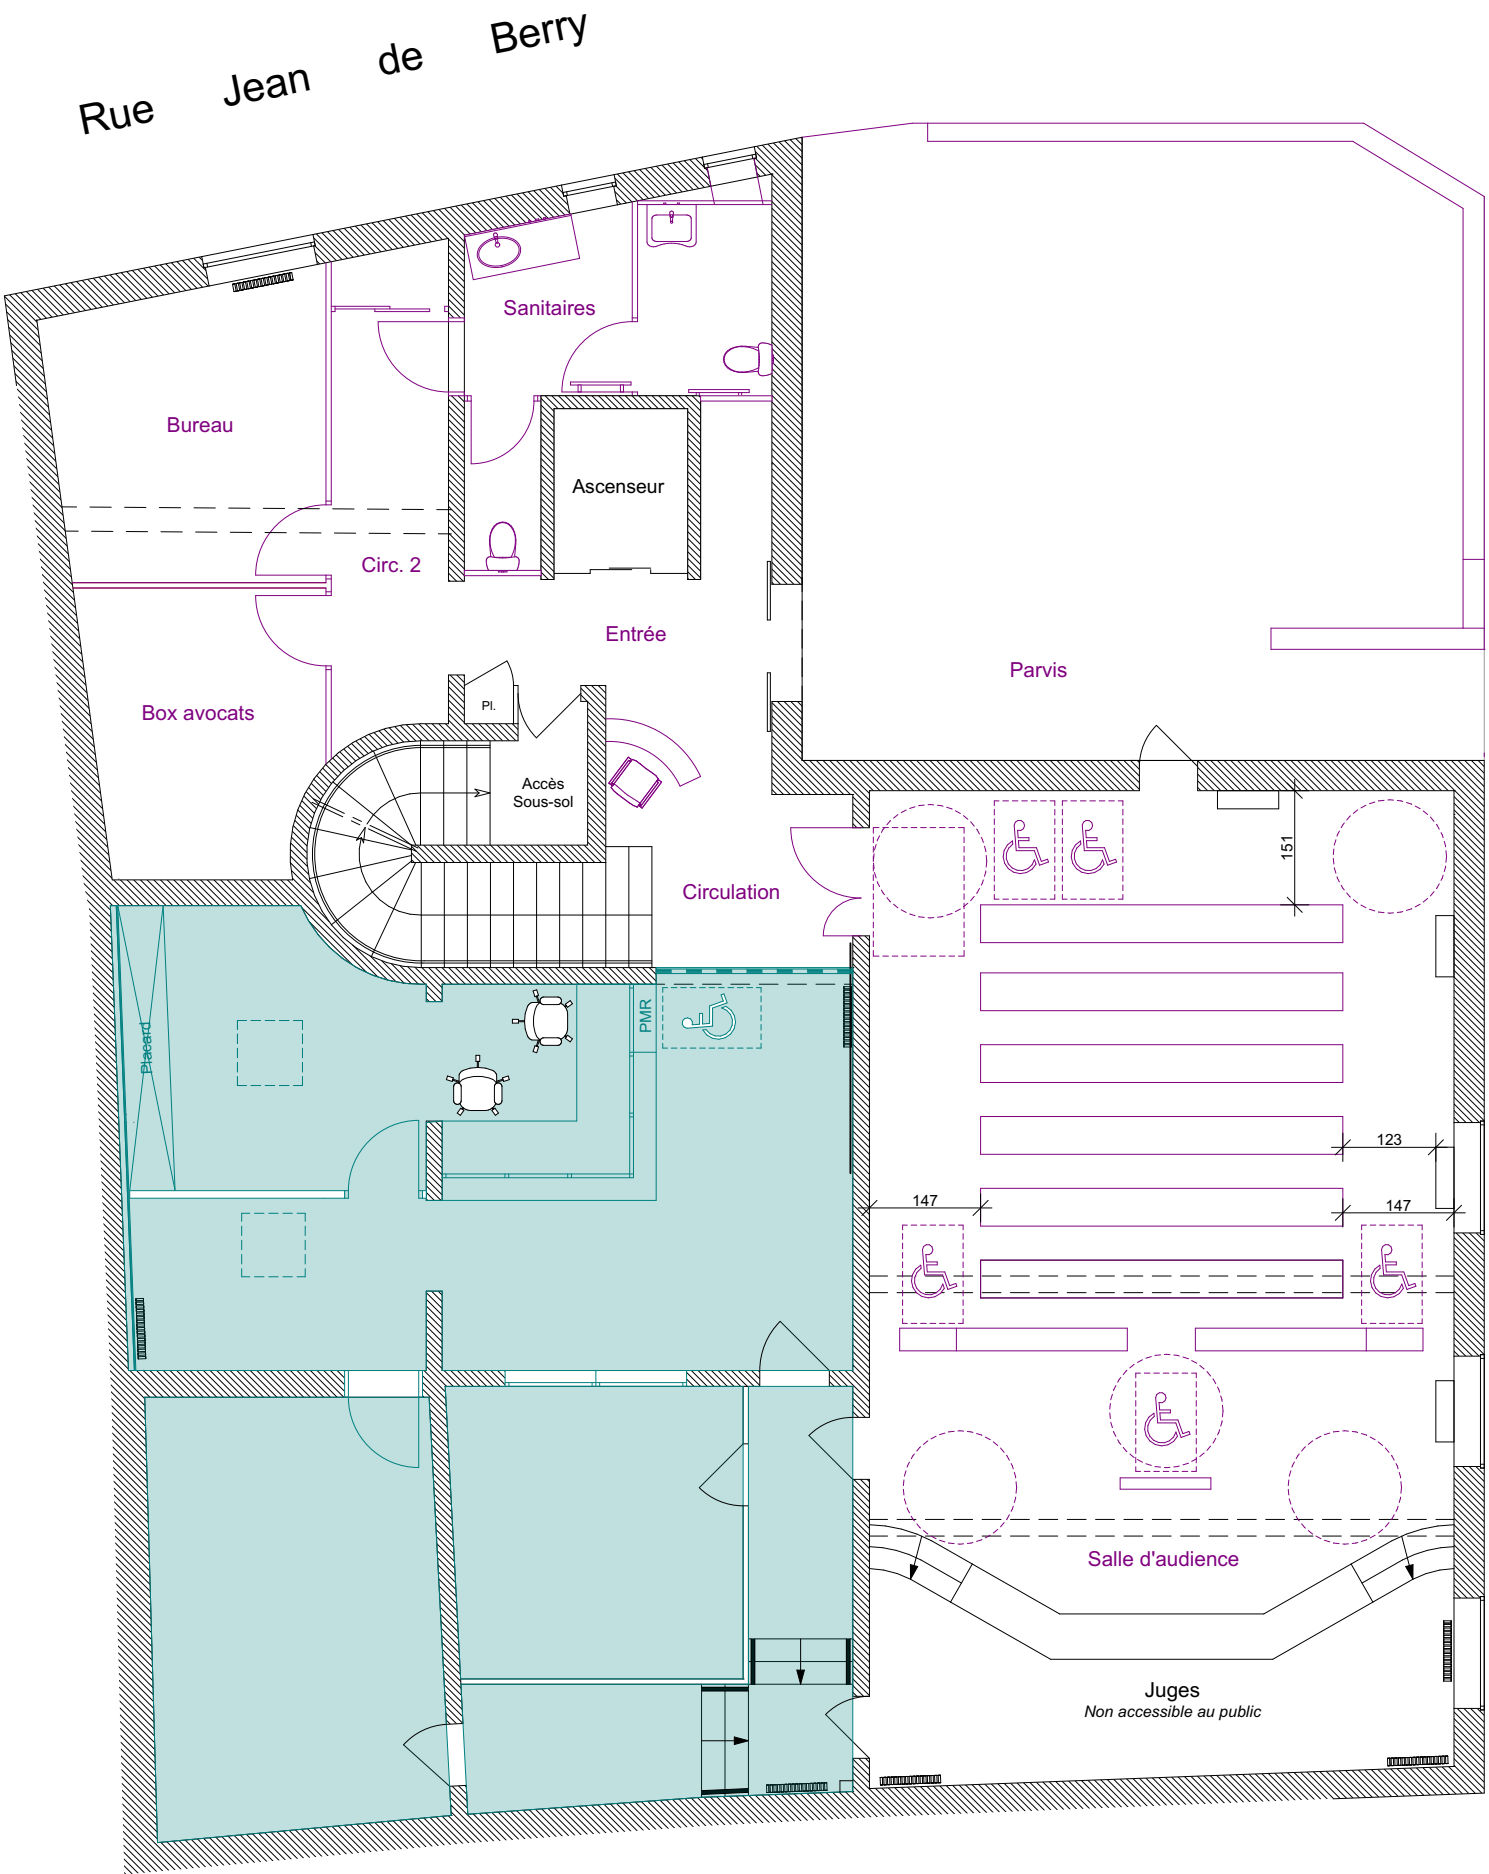 Rue Jean de Berry
Sanitaires
Bureau
Ascenseur
Circ. 2
Entrée
Parvis
Pl.
Box avocats
Accès
Sous-sol
151
Circulation
Placard
PMR
123
147
147
Salle d'audience
Juges
Non accessible au public